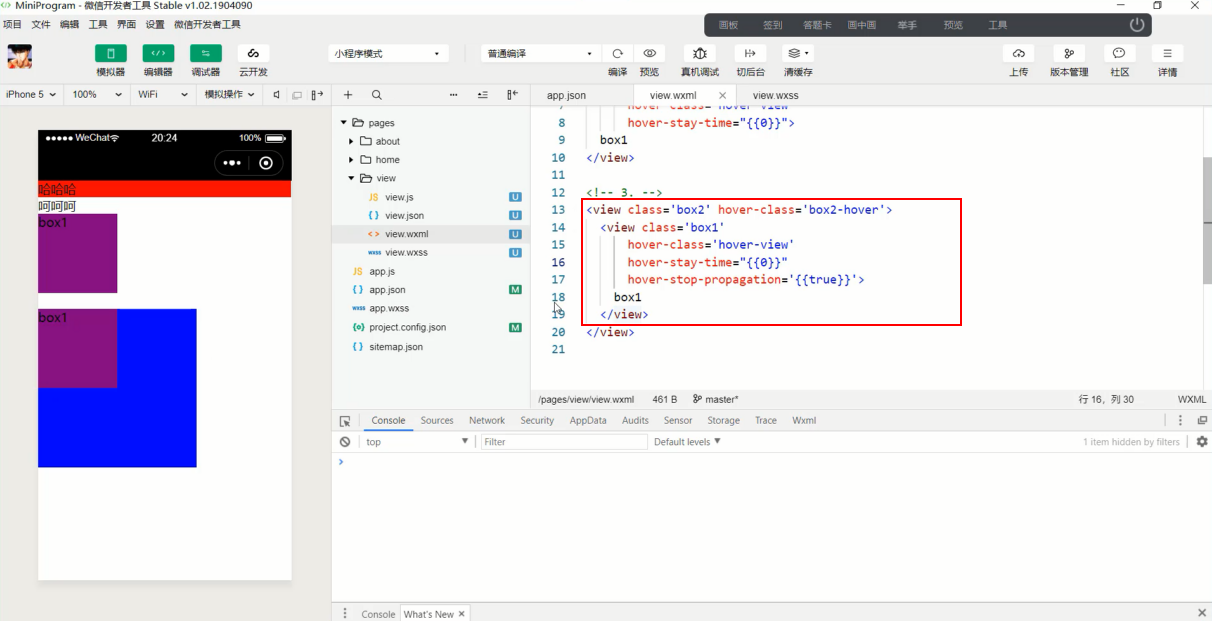 MiniProgram - 微信开发者工具 Stable v1.02.1904090
项目 文件 编辑 工具 界面 设置 微信开发者工具
画板 签到 答题卡 画中画 举手 预览 工具
小程序模式 普通编译
模拟器 编辑器 调试器 云开发 编译 预览 真机调试 切后台 清缓存 上传 版本管理 社区 详情
iPhone 5 100% WiFi 模拟操作
app.json view.wxml view.wxss
WeChat 20:24 100%
哈哈哈
呵呵呵
box1
box1
pages
about
home
view
JS view.js U
{ } view.json U
< > view.wxml U
wxss view.wxss U
JS app.js
{ } app.json M
wxss app.wxss
{o} project.config.json M
{ } sitemap.json
7 hover-class='hover-view'
8 hover-stay-time="{{0}}">
9 box1
10 </view>
11
12 <!-- 3. -->
13 <view class='box2' hover-class='box2-hover'>
14 <view class='box1'
15 hover-class='hover-view'
16 hover-stay-time="{{0}}"
17 hover-stop-propagation='{{true}}'>
18 box1
19 </view>
20 </view>
21
/pages/view/view.wxml 461 B master* 行 16, 列 30 WXML
Console Sources Network Security AppData Audits Sensor Storage Trace Wxml
top Filter Default levels 1 item hidden by filters
Console What's New